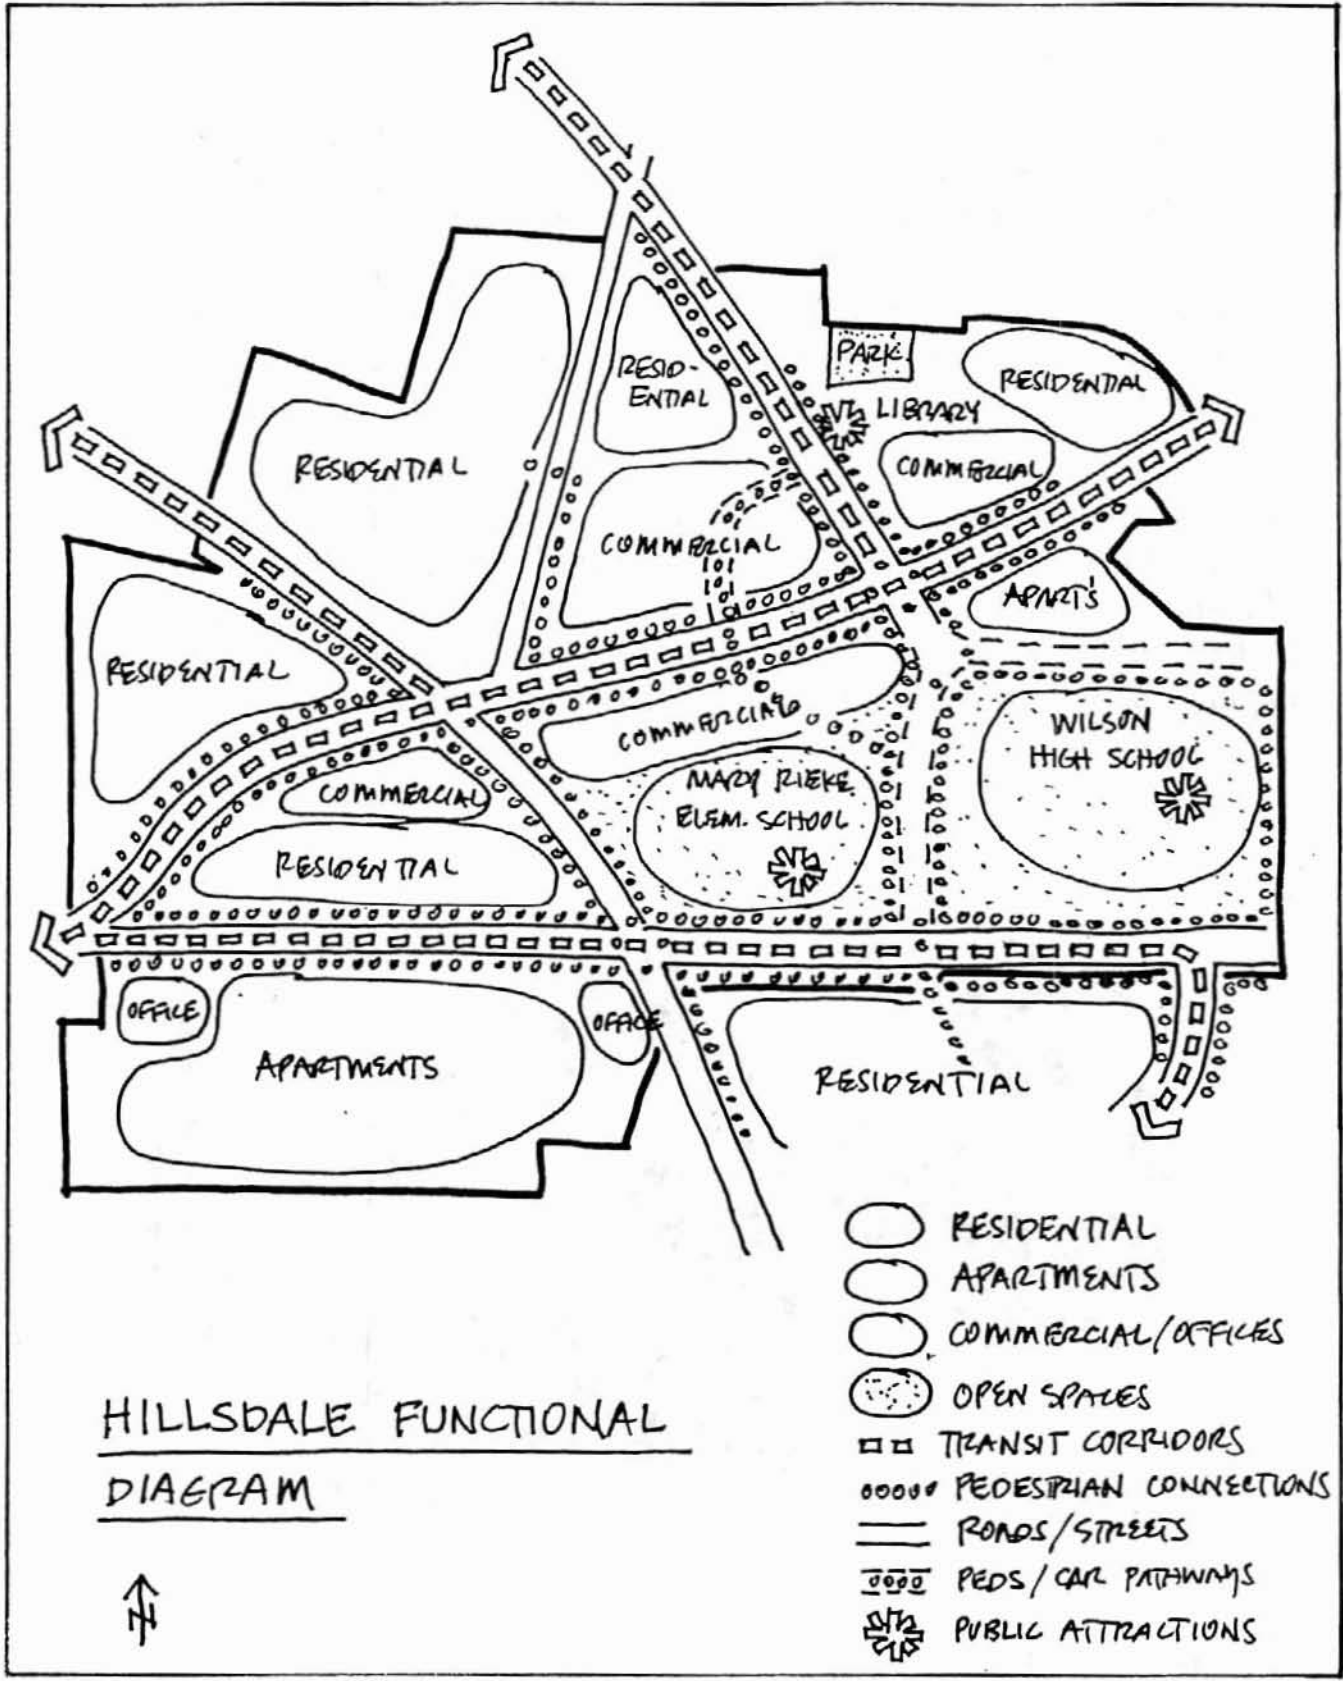 PARK
RESIDENTIAL
RESID-
ENTIAL
LIBRARY
RESIDENTIAL
COMMERCIAL
COMMERCIAL
APART'S
RESIDENTIAL
COMMERCIAL
WILSON
HIGH SCHOOL
MARY RIEKE
ELEM. SCHOOL
COMMERCIAL
RESIDENTIAL
OFFICE
OFFICE
APARTMENTS
RESIDENTIAL
RESIDENTIAL
APARTMENTS
COMMERCIAL/OFFICES
OPEN SPACES
TRANSIT CORRIDORS
PEDESTRIAN CONNECTIONS
ROADS/STREETS
PEDS/CAR PATHWAYS
PUBLIC ATTRACTIONS
HILLSDALE FUNCTIONAL
DIAGRAM
N